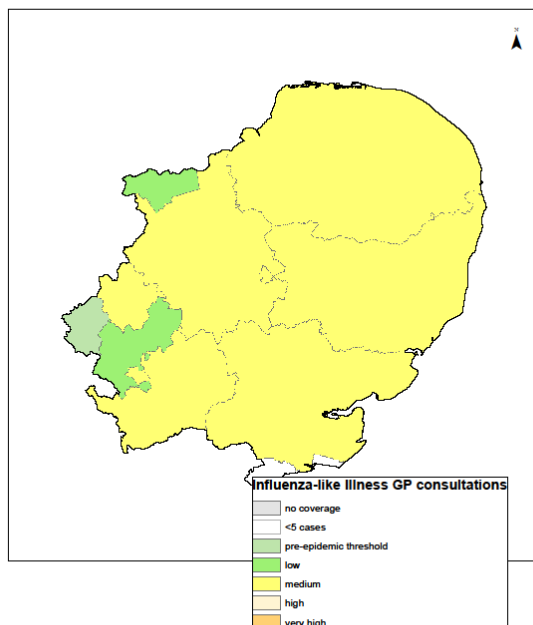 N
Influenza-like Illness GP consultations
no coverage
<5 cases
pre-epidemic threshold
low
medium
high
very high